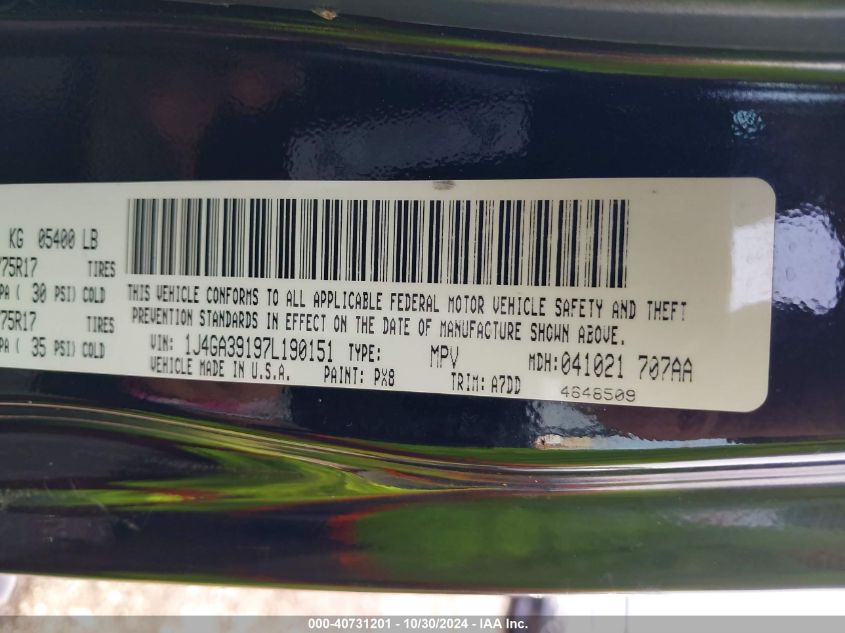 KG 05400 LB
75R17 TIRES
PA ( 30 PSI) COLD
75R17 TIRES
PA ( 35 PSI) COLD
THIS VEHICLE CONFORMS TO ALL APPLICABLE FEDERAL MOTOR VEHICLE SAFETY AND THEFT
PREVENTION STANDARDS IN EFFECT ON THE DATE OF MANUFACTURE SHOWN ABOVE.
VIN: 1J4GA39197L190151 TYPE: MPV MDH:041021 707AA
VEHICLE MADE IN U.S.A. PAINT: PX8 TRIM: A7DD 4646509
000-40731201 - 10/30/2024 - IAA Inc.